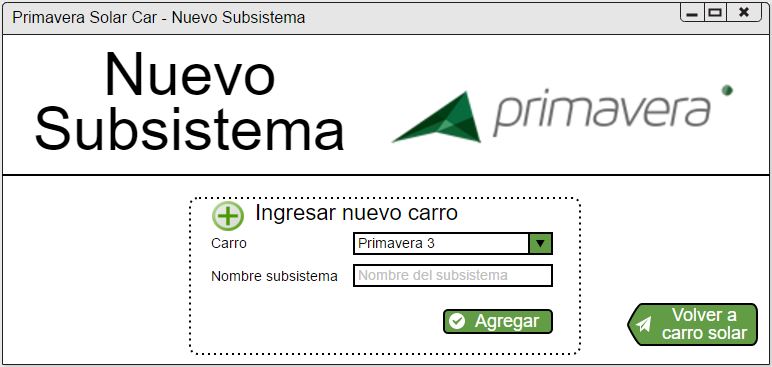 Primavera Solar Car - Nuevo Subsistema
Nuevo
Subsistema
primavera
Ingresar nuevo carro
Carro
Primavera 3
Nombre subsistema
Nombre del subsistema
Agregar
Volver a
carro solar